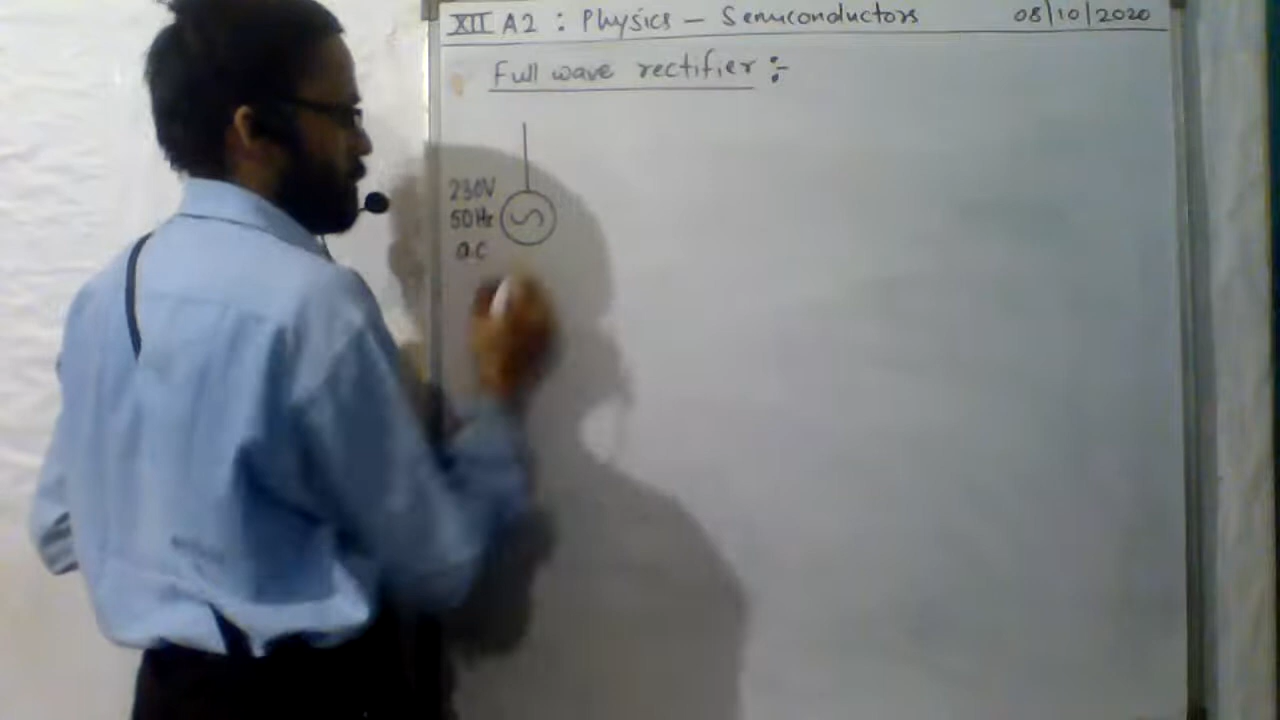 XII A2 : Physics - Semiconductors 08/10/2020
Full wave rectifier :-
230V
50Hz
a.c